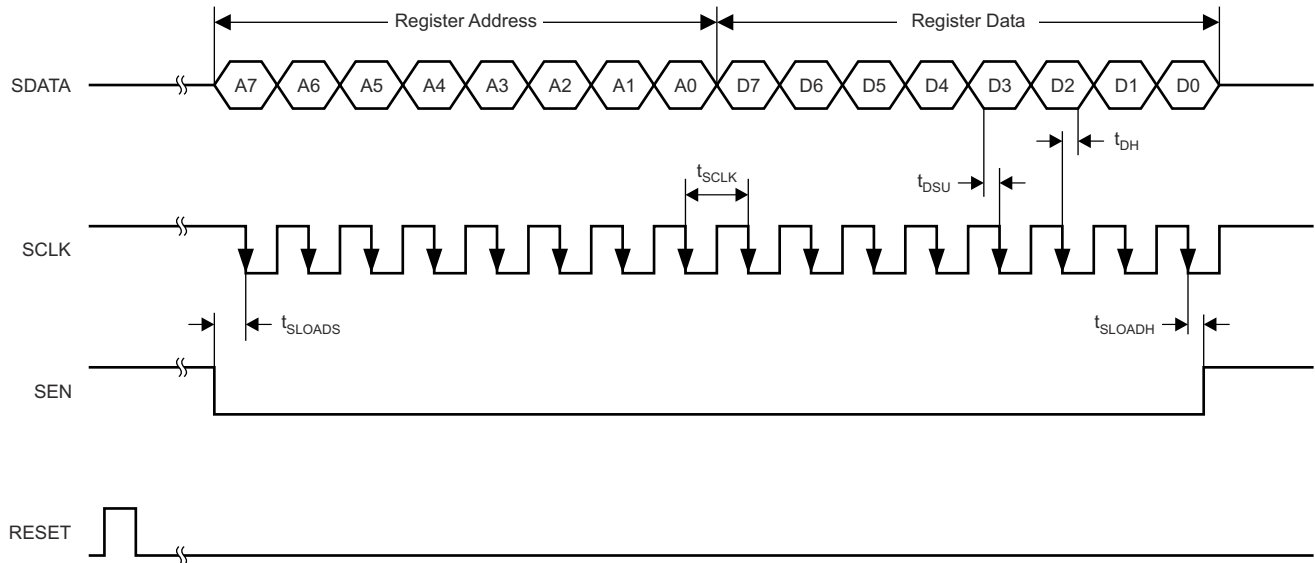 Register Address Register Data
SDATA A7 A6 A5 A4 A3 A2 A1 A0 D7 D6 D5 D4 D3 D2 D1 D0
tDH
tSCLK
tDSU
SCLK
tSLOADS tSLOADH
SEN
RESET